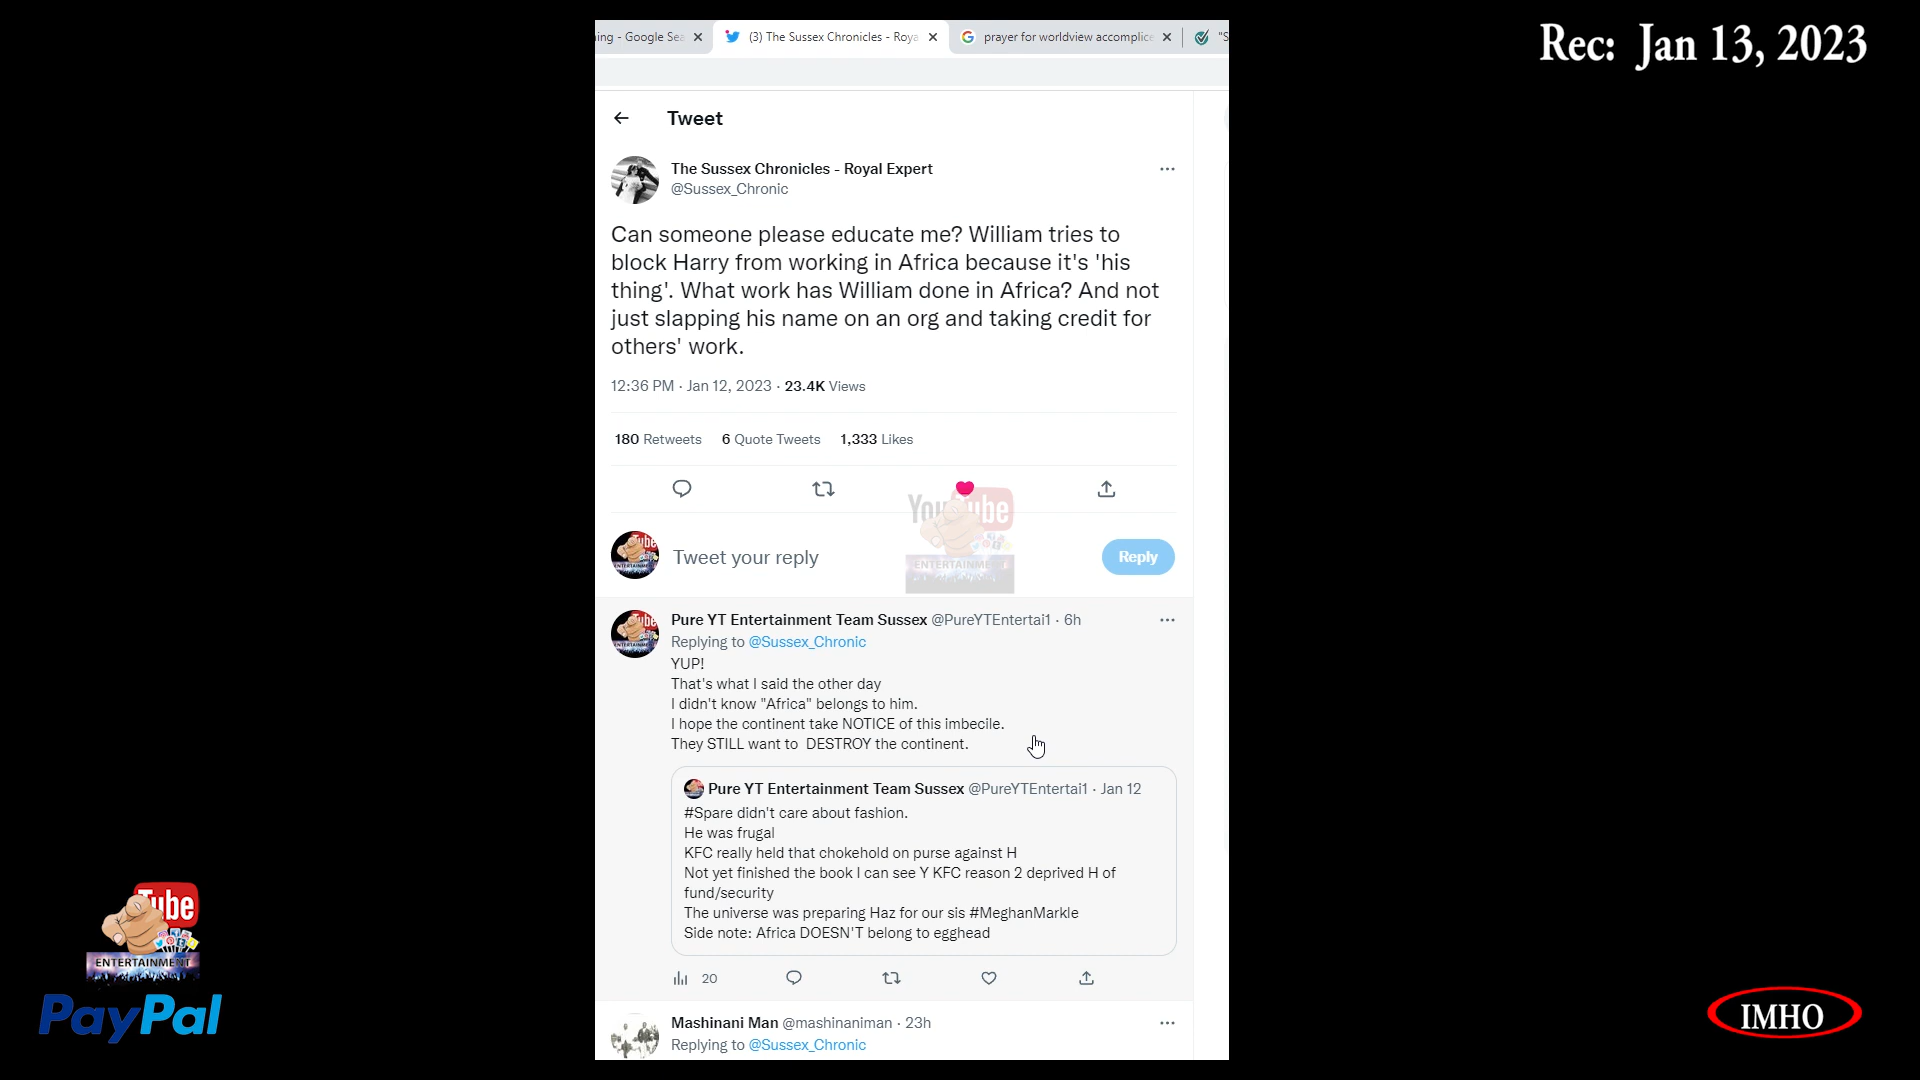 Rec: Jan 13, 2023
ing - Google Sea
(3) The Sussex Chronicles - Roya
prayer for worldview accomplice
"S
Tweet
The Sussex Chronicles - Royal Expert
@Sussex_Chronic
Can someone please educate me? William tries to
block Harry from working in Africa because it's 'his
thing'. What work has William done in Africa? And not
just slapping his name on an org and taking credit for
others' work.
12:36 PM · Jan 12, 2023 · 23.4K Views
180 Retweets 6 Quote Tweets 1,333 Likes
YouTube
ENTERTAINMENT
Tweet your reply
Reply
Pure YT Entertainment Team Sussex @PureYTEntertai1 · 6h
Replying to @Sussex_Chronic
YUP!
That's what I said the other day
I didn't know "Africa" belongs to him.
I hope the continent take NOTICE of this imbecile.
They STILL want to DESTROY the continent.
Pure YT Entertainment Team Sussex @PureYTEntertai1 · Jan 12
#Spare didn't care about fashion.
He was frugal
KFC really held that chokehold on purse against H
Not yet finished the book I can see Y KFC reason 2 deprived H of
fund/security
The universe was preparing Haz for our sis #MeghanMarkle
Side note: Africa DOESN'T belong to egghead
20
Mashinani Man @mashinaniman · 23h
Replying to @Sussex_Chronic
Tube
ENTERTAINMENT
PayPal
IMHO